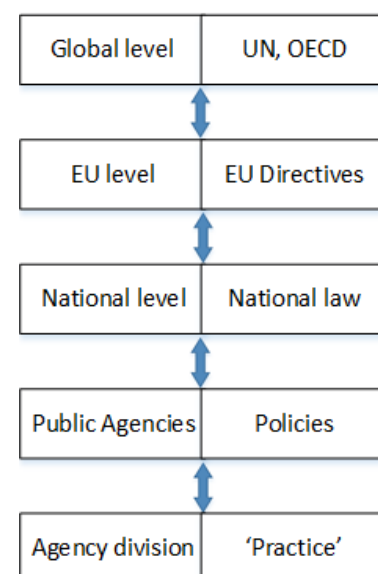 Global level UN, OECD
EU level EU Directives
National level National law
Public Agencies Policies
Agency division ‘Practice’